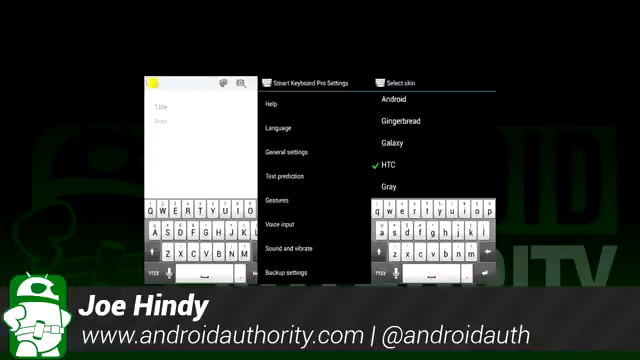 Title
Smart Keyboard Pro Settings
Help
Language
General settings
Text prediction
Gestures
Voice input
Sound and vibrate
Backup settings
Select skin
Android
Gingerbread
Galaxy
HTC
Gray
Q W E R T Y U I O
A S D F G H J K L
Z X C V B N M
?123
q w e r t y u i o p
a s d f g h j k l
z x c v b n m
?123
Joe Hindy
www.androidauthority.com | @androidauth